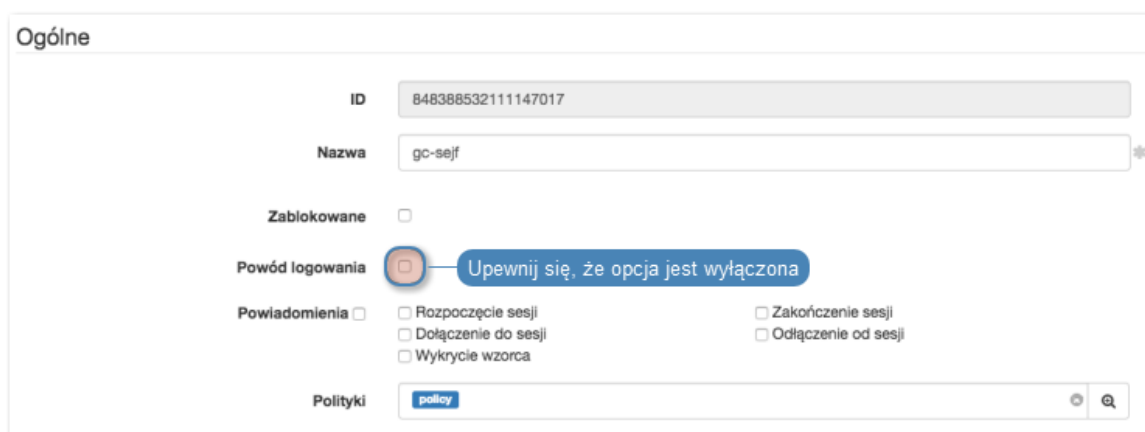 Ogólne
ID 848388532111147017
Nazwa gc-sejf
Zablokowane
Powód logowania Upewnij się, że opcja jest wyłączona
Powiadomienia Rozpoczęcie sesji Zakończenie sesji
Dołączenie do sesji Odłączenie od sesji
Wykrycie wzorca
Polityki policy